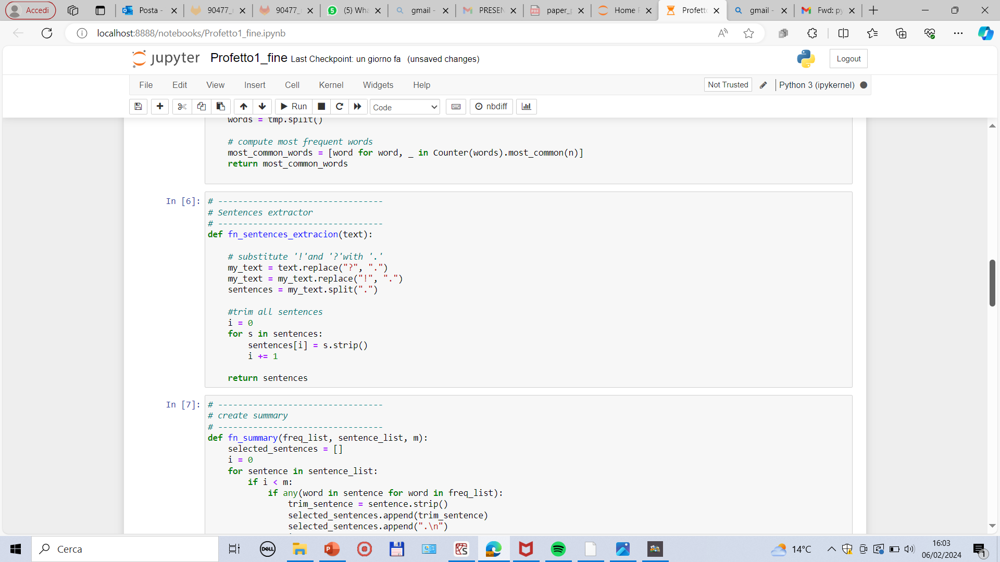 Accedi
Posta -
90477_
90477_
(5) Wha
gmail -
PRESEN
paper_
Home
Profett
gmail -
Fwd: py
localhost:8888/notebooks/Profetto1_fine.ipynb
jupyter Profetto1_fine Last Checkpoint: un giorno fa (unsaved changes)
Logout
File Edit View Insert Cell Kernel Widgets Help
Not Trusted
Python 3 (ipykernel)
Run
Code
nbdiff
words = tmp.split()
# compute most frequent words
most_common_words = [word for word, _ in Counter(words).most_common(n)]
return most_common_words
In [6]:
# ---------------------------------
# Sentences extractor
# ---------------------------------
def fn_sentences_extracion(text):
# substitute '!'and '?'with '.'
my_text = text.replace("?", ".")
my_text = my_text.replace("!", ".")
sentences = my_text.split(".")
#trim all sentences
i = 0
for s in sentences:
sentences[i] = s.strip()
i += 1
return sentences
In [7]:
# ---------------------------------
# create summary
# ---------------------------------
def fn_summary(freq_list, sentence_list, m):
selected_sentences = []
i = 0
for sentence in sentence_list:
if i < m:
if any(word in sentence for word in freq_list):
trim_sentence = sentence.strip()
selected_sentences.append(trim_sentence)
selected_sentences.append(".\n")
Cerca
DELL
14°C
16:03
06/02/2024
1